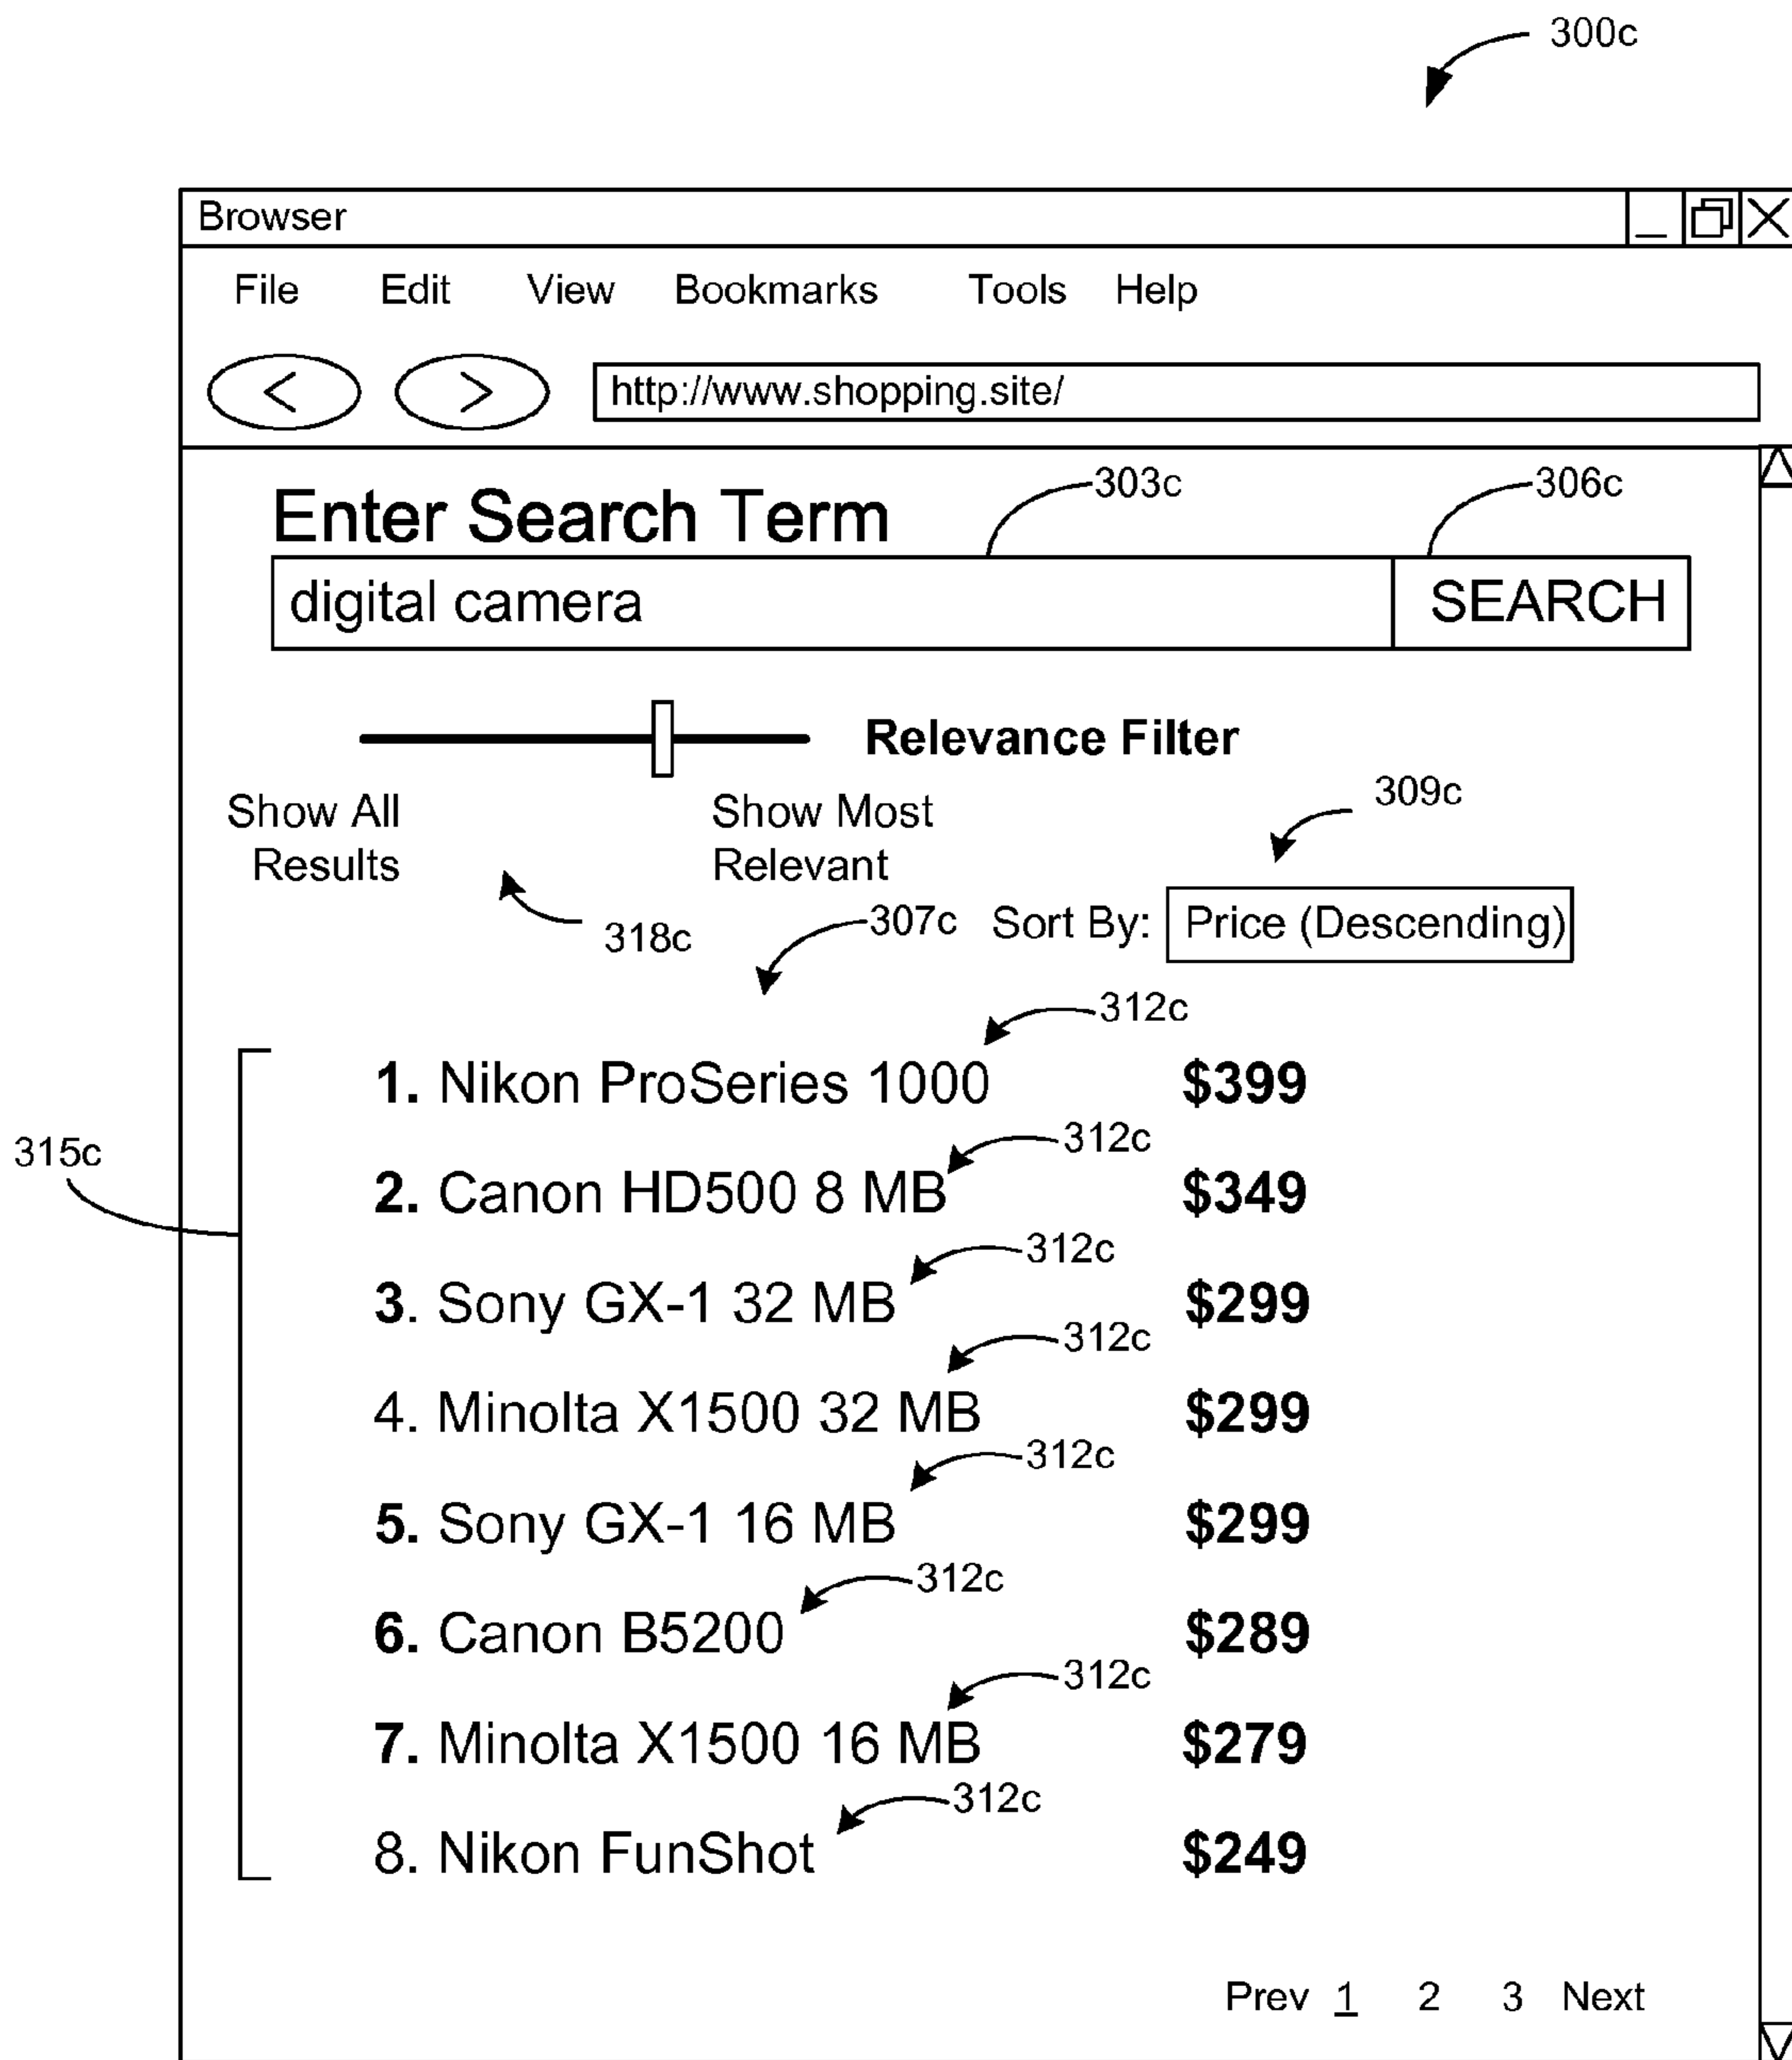 300c
Browser
File Edit View Bookmarks Tools Help
< > http://www.shopping.site/
303c 306c
Enter Search Term
digital camera SEARCH
Relevance Filter
309c
Show All Show Most
Results Relevant
318c 307c Sort By: Price (Descending)
312c
1. Nikon ProSeries 1000 $399
312c
315c
2. Canon HD500 8 MB $349
312c
3. Sony GX-1 32 MB $299
312c
4. Minolta X1500 32 MB $299
312c
5. Sony GX-1 16 MB $299
312c
6. Canon B5200 $289
312c
7. Minolta X1500 16 MB $279
312c
8. Nikon FunShot $249
Prev 1 2 3 Next